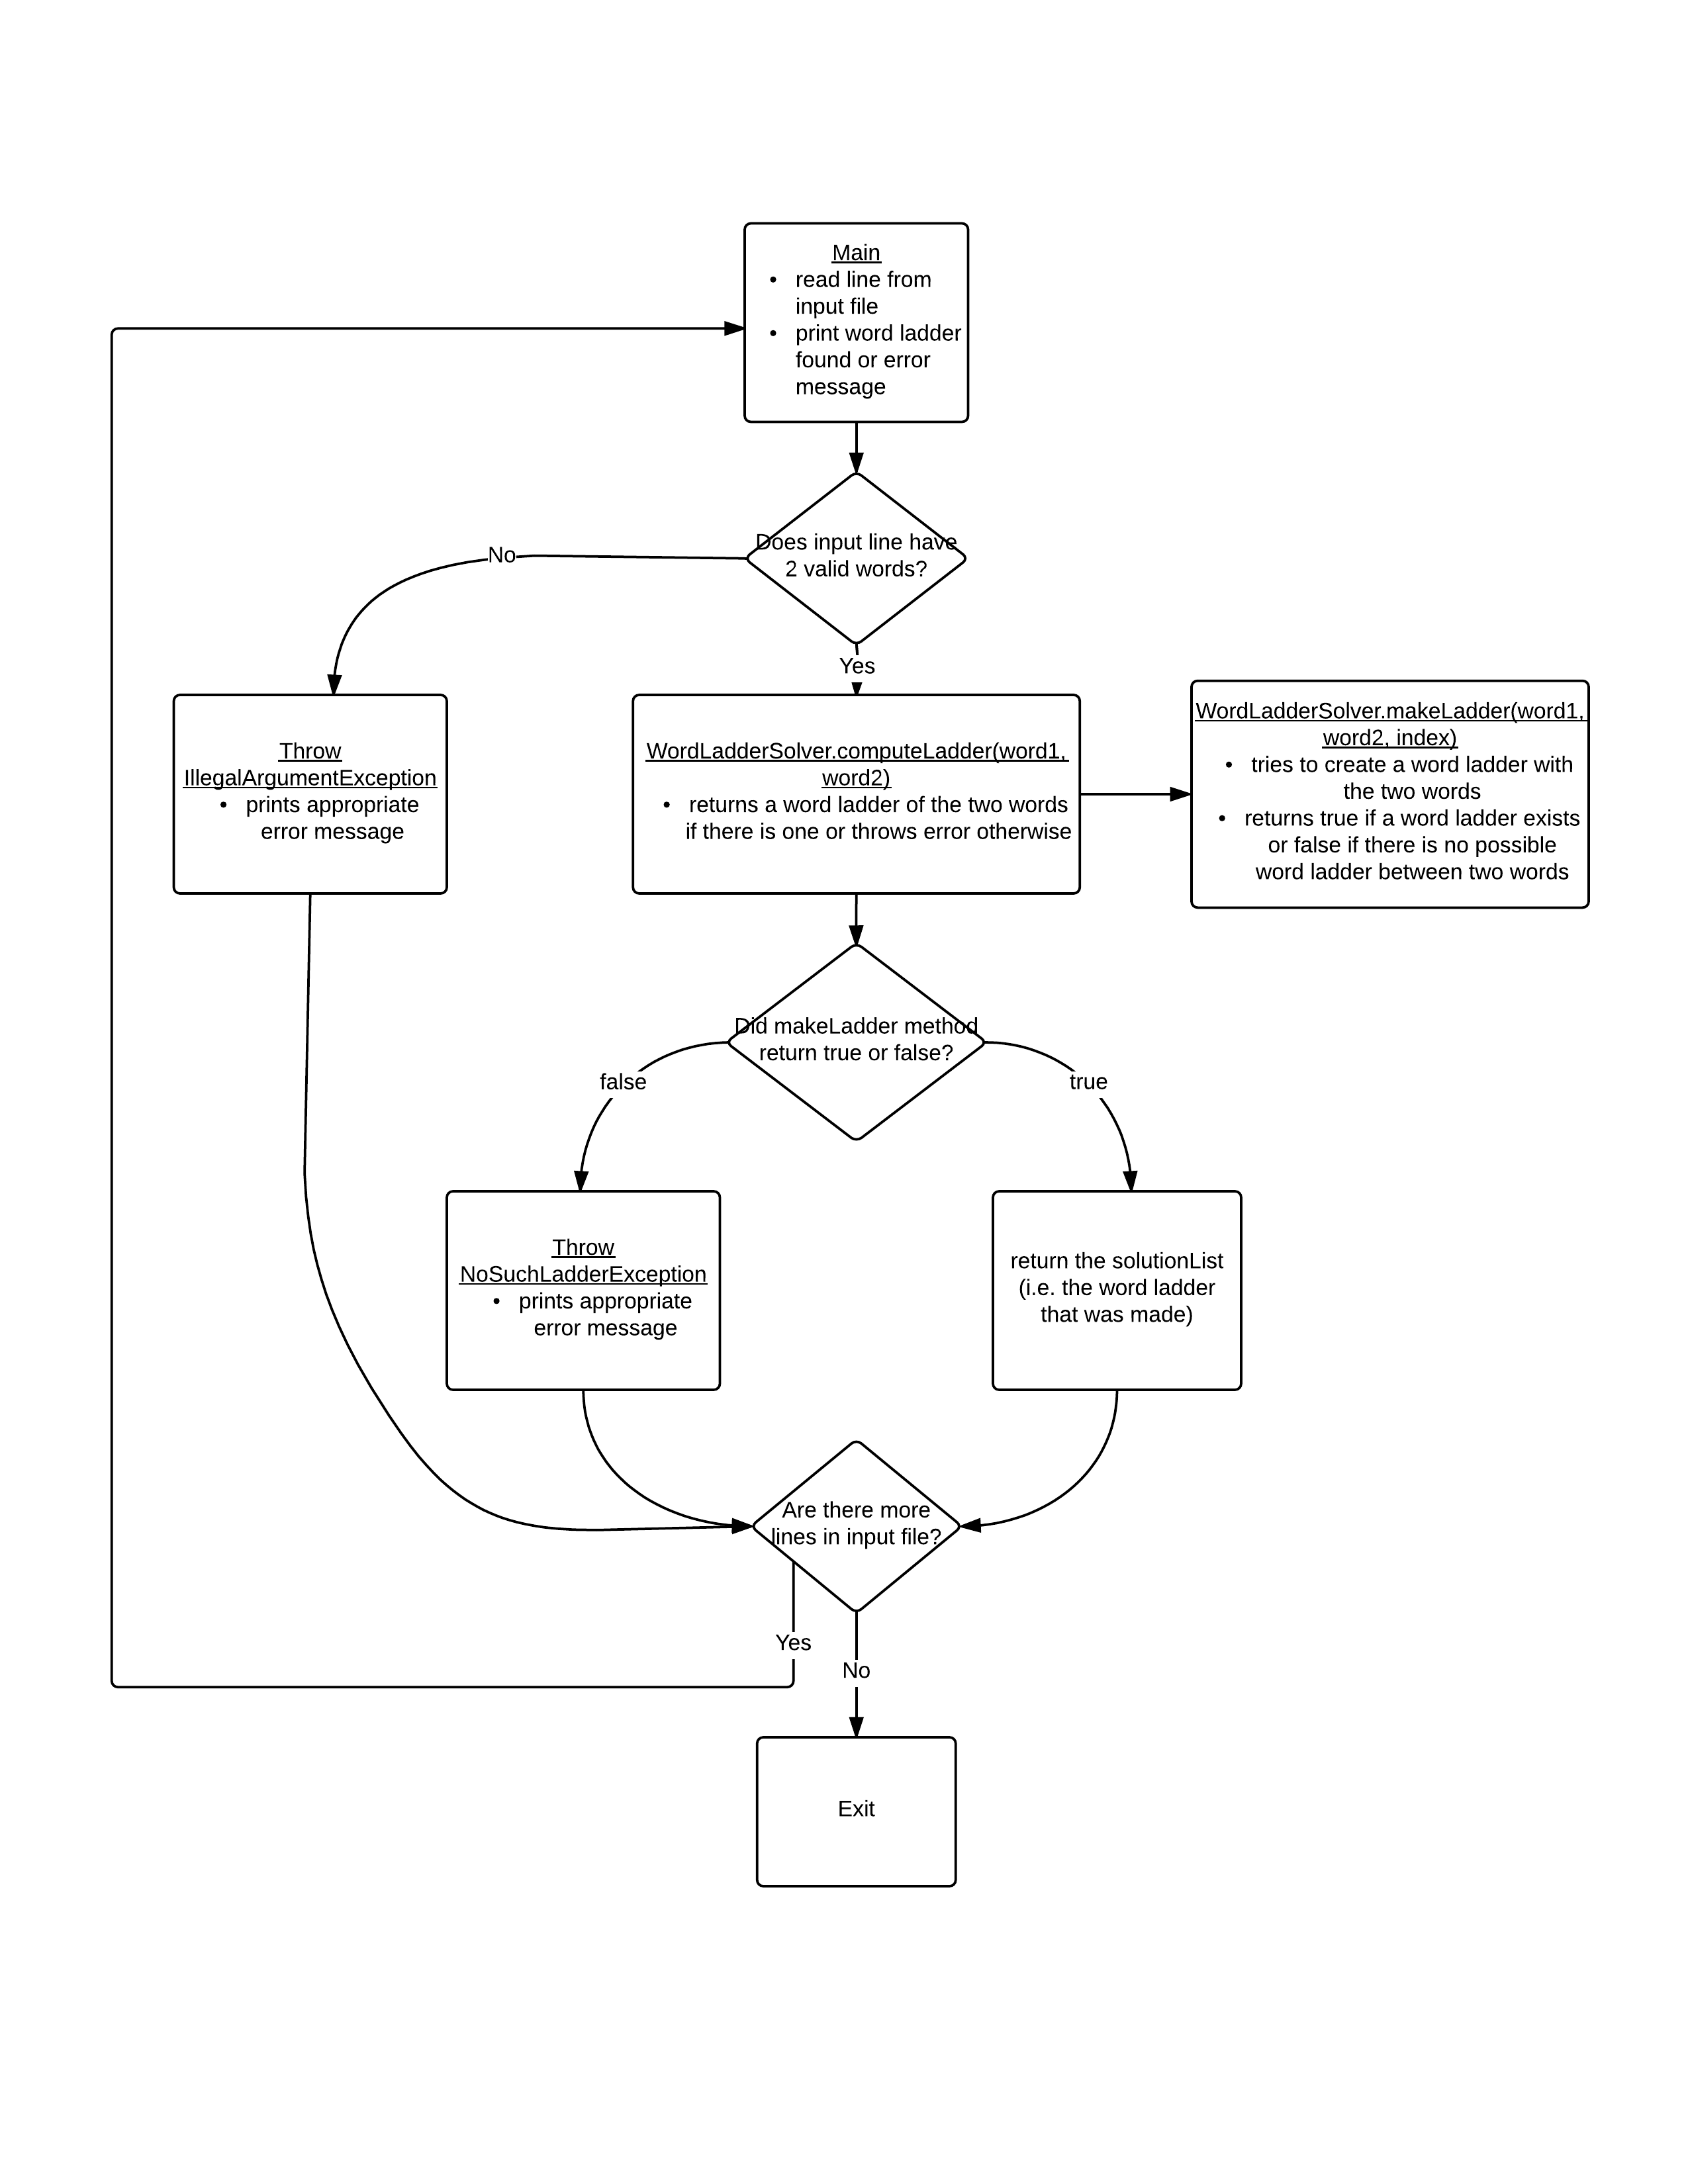 Main
• read line from
input file
• print word ladder
found or error
message
Does input line have
2 valid words?
No
Yes
Throw
IllegalArgumentException
• prints appropriate
error message
WordLadderSolver.computeLadder(word1,
word2)
• returns a word ladder of the two words
if there is one or throws error otherwise
WordLadderSolver.makeLadder(word1,
word2, index)
• tries to create a word ladder with
the two words
• returns true if a word ladder exists
or false if there is no possible
word ladder between two words
Did makeLadder method
return true or false?
false
true
Throw
NoSuchLadderException
• prints appropriate
error message
return the solutionList
(i.e. the word ladder
that was made)
Are there more
lines in input file?
Yes
No
Exit